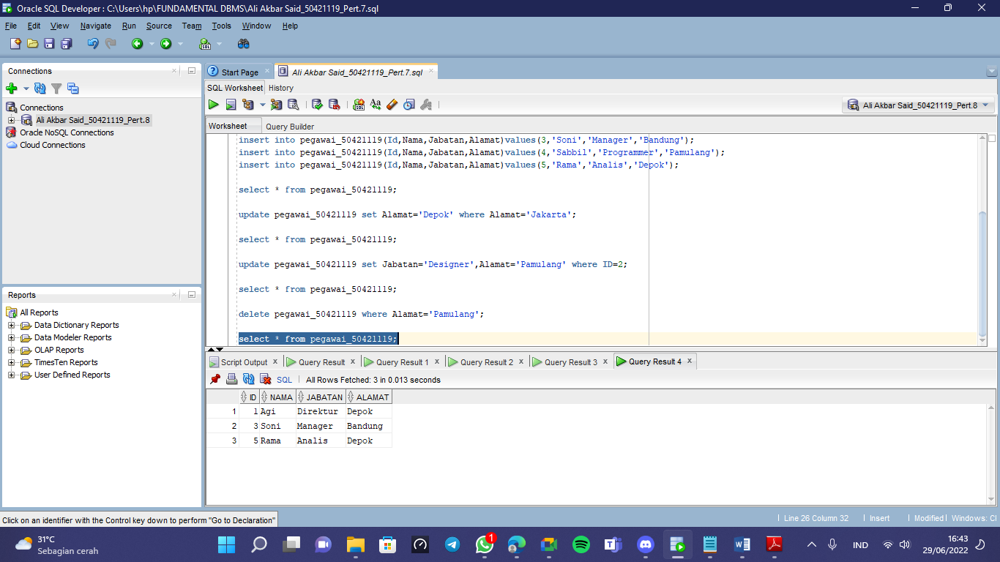 Oracle SQL Developer : C:\Users\hp\FUNDAMENTAL DBMS\Ali Akbar Said_50421119_Pert.7.sql
File Edit View Navigate Run Source Team Tools Window Help
Connections
Connections
Ali Akbar Said_50421119_Pert.8
Oracle NoSQL Connections
Cloud Connections
Reports
All Reports
Data Dictionary Reports
Data Modeler Reports
OLAP Reports
TimesTen Reports
User Defined Reports
Start Page
Ali Akbar Said_50421119_Pert.7.sql
SQL Worksheet History
Ali Akbar Said_50421119_Pert.8
Worksheet Query Builder
insert into pegawai_50421119(Id,Nama,Jabatan,Alamat)values(3,'Soni','Manager','Bandung');
insert into pegawai_50421119(Id,Nama,Jabatan,Alamat)values(4,'Sabbil','Programmer','Pamulang');
insert into pegawai_50421119(Id,Nama,Jabatan,Alamat)values(5,'Rama','Analis','Depok');
select * from pegawai_50421119;
update pegawai_50421119 set Alamat='Depok' where Alamat='Jakarta';
select * from pegawai_50421119;
update pegawai_50421119 set Jabatan='Designer',Alamat='Pamulang' where ID=2;
select * from pegawai_50421119;
delete pegawai_50421119 where Alamat='Pamulang';
select * from pegawai_50421119;
Script Output Query Result Query Result 1 Query Result 2 Query Result 3 Query Result 4
SQL All Rows Fetched: 3 in 0.013 seconds
ID NAMA JABATAN ALAMAT
1 1 Agi Direktur Depok
2 3 Soni Manager Bandung
3 5 Rama Analis Depok
Click on an identifier with the Control key down to perform "Go to Declaration"
Line 26 Column 32 Insert Modified Windows: Cl
31°C
Sebagian cerah
1
IND
16:43
29/06/2022